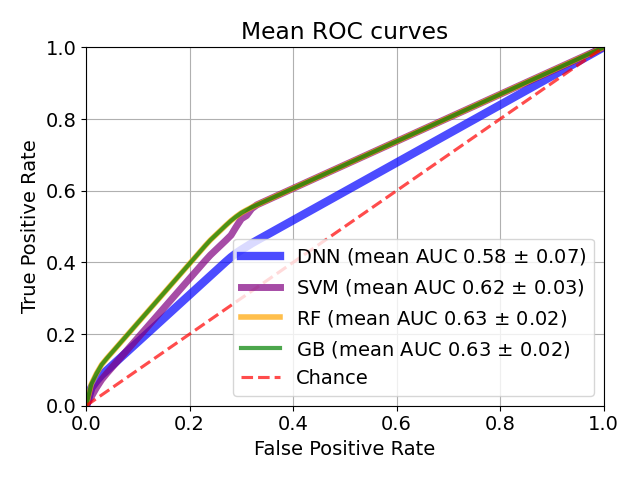 Mean ROC curves
1.0
0.8
0.6
0.4
0.2
0.0
True Positive Rate
DNN (mean AUC 0.58 ± 0.07)
SVM (mean AUC 0.62 ± 0.03)
RF (mean AUC 0.63 ± 0.02)
GB (mean AUC 0.63 ± 0.02)
Chance
0.0 0.2 0.4 0.6 0.8 1.0
False Positive Rate